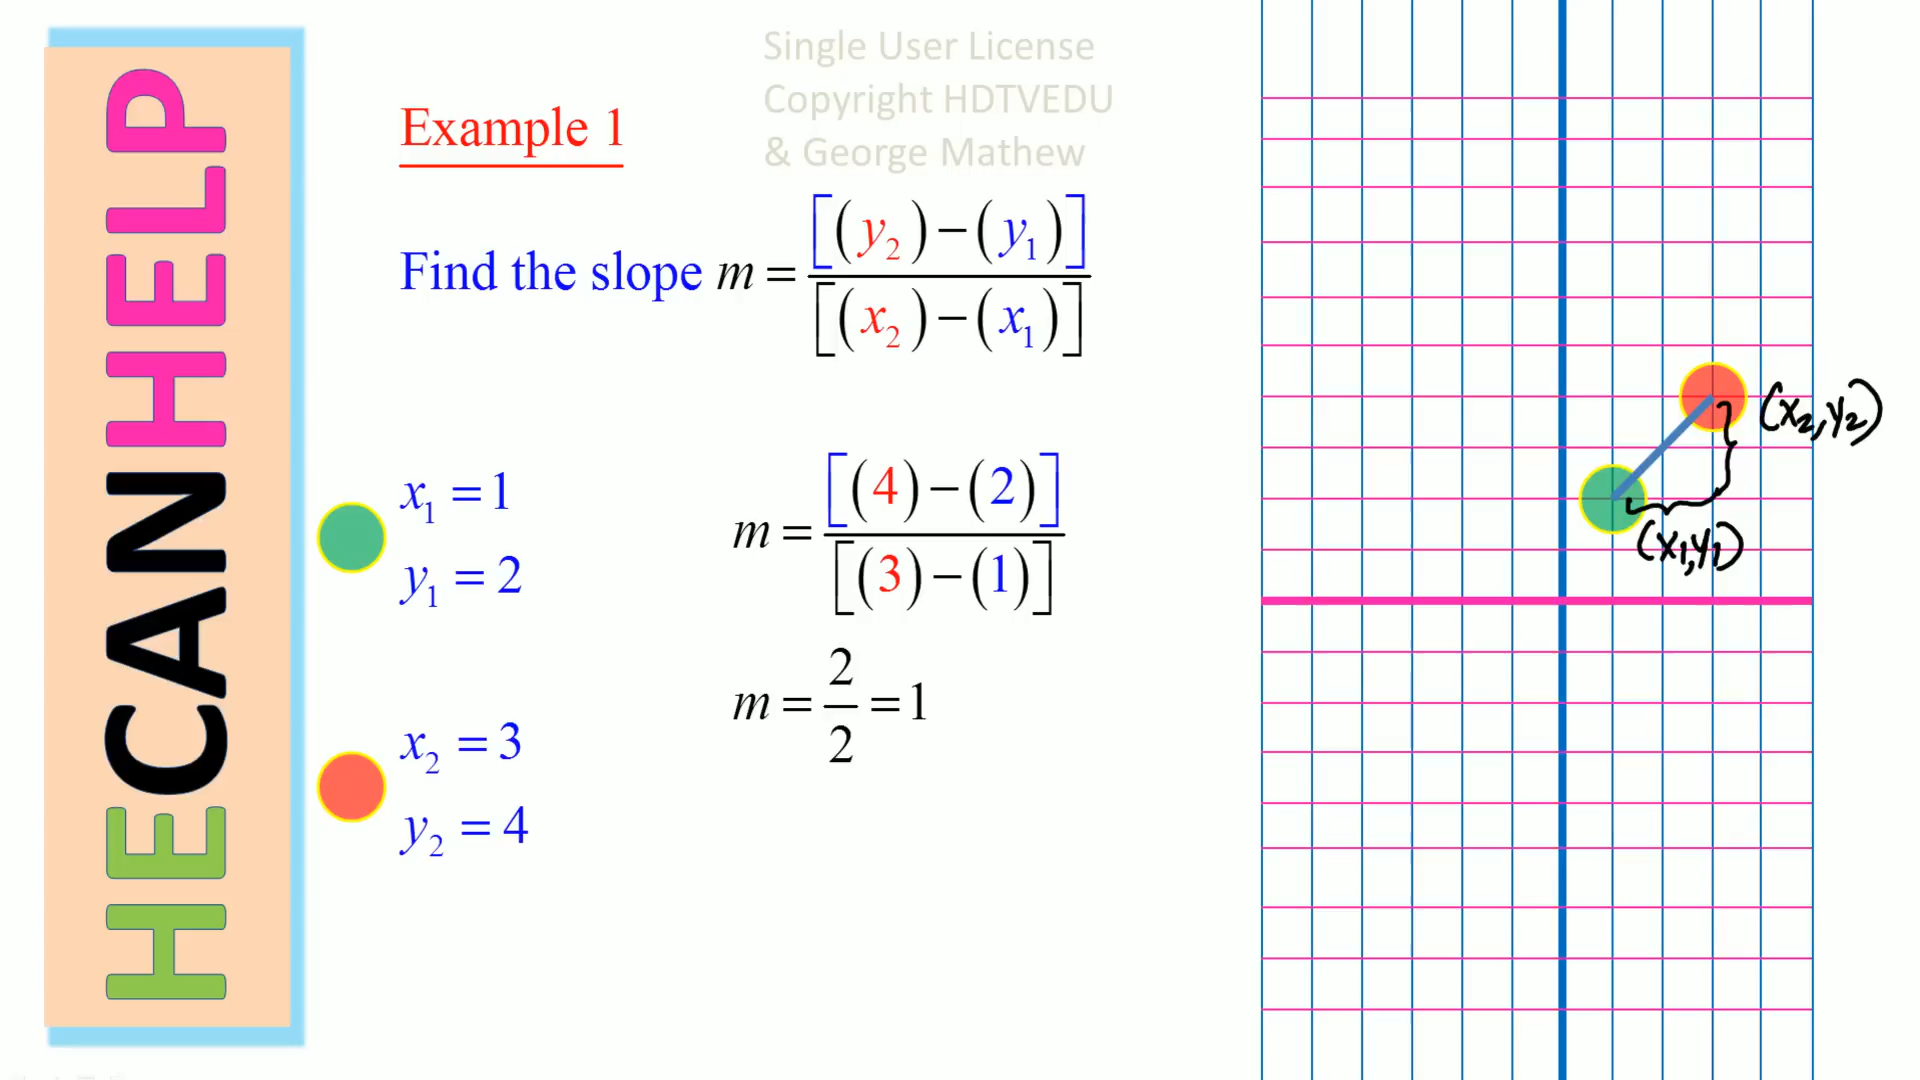 HECANHELP
Single User License
Copyright HDTVEDU
& George Mathew
Example 1
Find the slope m = [(y₂) − (y₁)] / [(x₂) − (x₁)]
x₁ = 1
y₁ = 2
m = [(4) − (2)] / [(3) − (1)]
m = 2/2 = 1
x₂ = 3
y₂ = 4
(x2,y2)
(x1,y1)